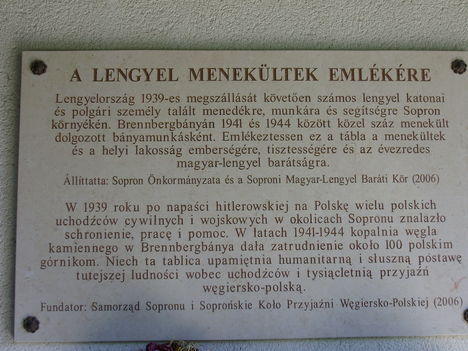 A LENGYEL MENEKÜLTEK EMLÉKÉRE
Lengyelország 1939-es megszállását követően számos lengyel katonai
és polgári személy talált menedékre, munkára és segítségre Sopron
környékén. Brennbergbányán 1941 és 1944 között közel száz menekült
dolgozott bányamunkásként. Emlékeztessen ez a tábla a menekültek
és a helyi lakosság emberségére, tisztességére és az évezredes
magyar-lengyel barátságra.
Állíttatta: Sopron Önkormányzata és a Soproni Magyar-Lengyel Baráti Kör (2006)
W 1939 roku po napaści hitlerowskiej na Polskę wielu polskich
uchodźców cywilnych i wojskowych w okolicach Sopronu znalazło
schronienie, pracę i pomoc. W latach 1941-1944 kopalnia węgla
kamiennego w Brennbergbánya dała zatrudnienie około 100 polskim
górnikom. Niech ta tablica upamiętnia humanitarną i słuszną postawę
tutejszej ludności wobec uchodźców i tysiącletnią przyjaźń
węgiersko-polską.
Fundator: Samorząd Sopronu i Soprońskie Koło Przyjaźni Węgiersko-Polskiej (2006)